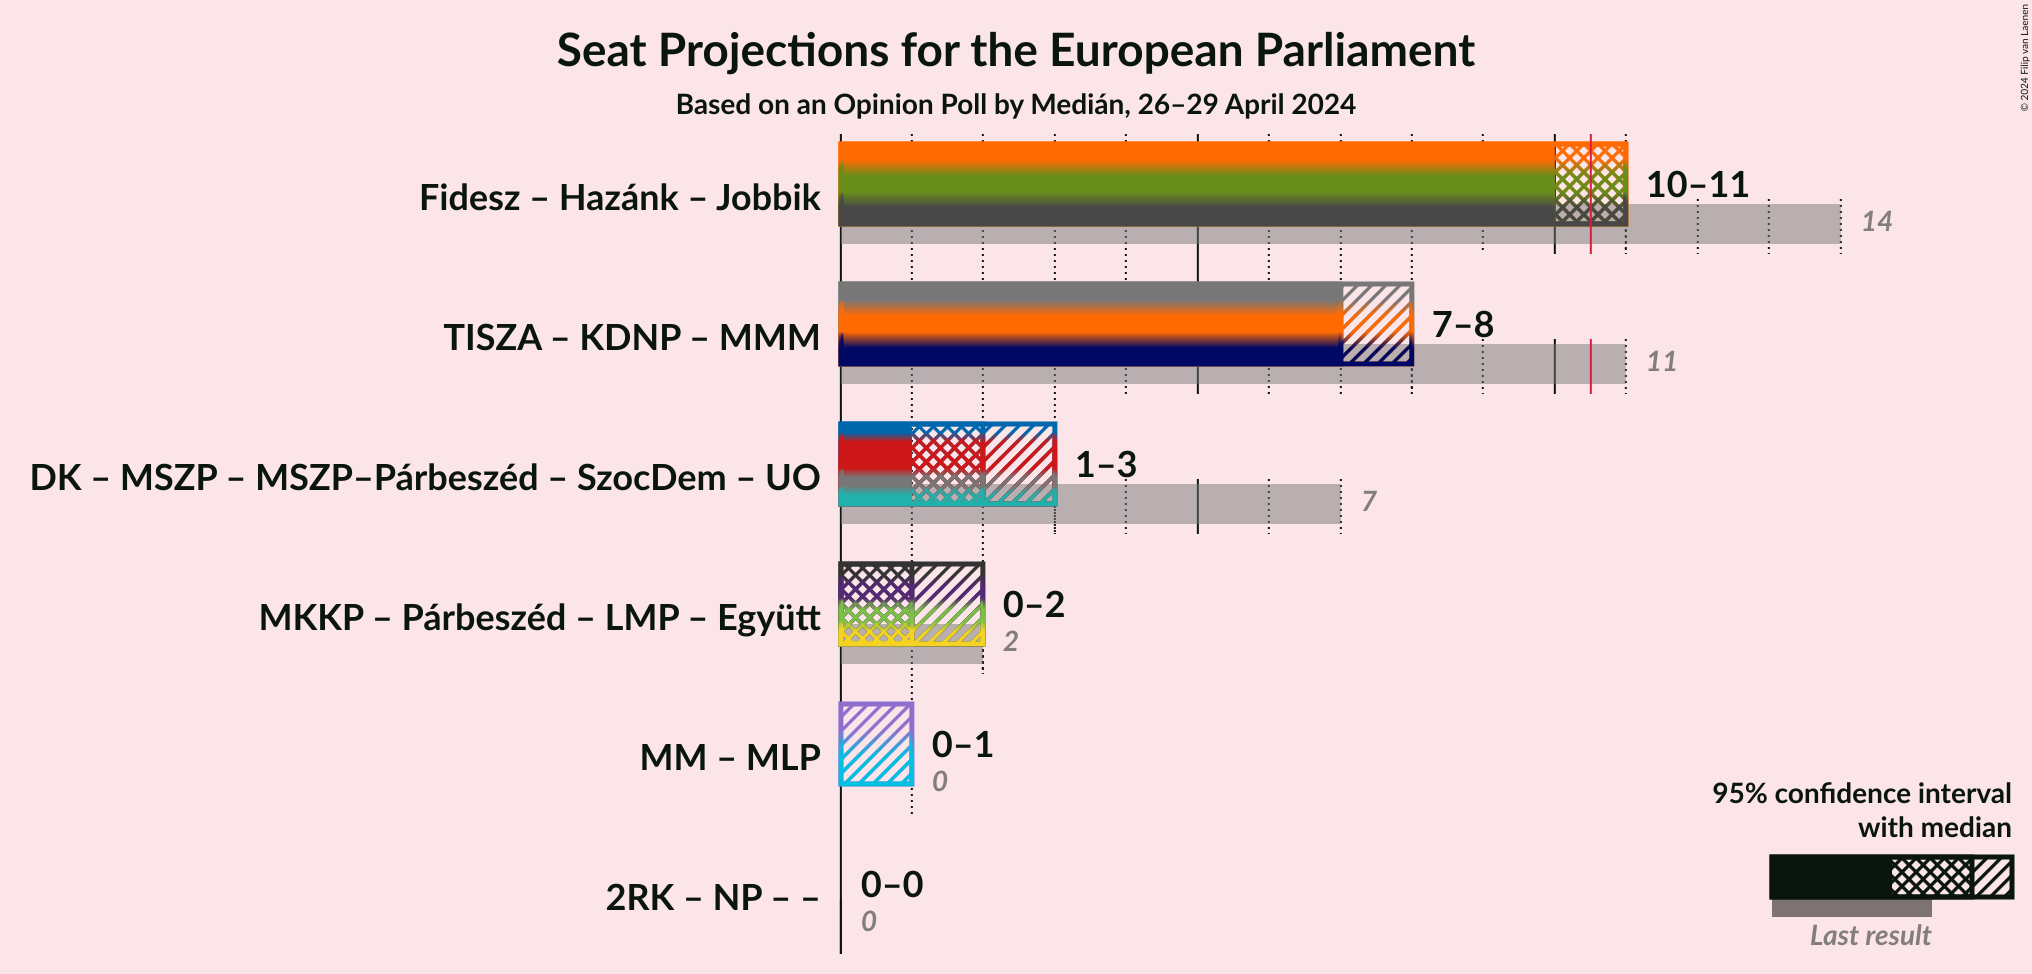 Seat Projections for the European Parliament
Based on an Opinion Poll by Medián, 26–29 April 2024
© 2024 Filip van Laenen
Fidesz – Hazánk – Jobbik
10–11
14
TISZA – KDNP – MMM
7–8
11
DK – MSZP – MSZP–Párbeszéd – SzocDem – UO
1–3
7
MKKP – Párbeszéd – LMP – Együtt
0–2
2
MM – MLP
0–1
0
2RK – NP – –
0–0
0
95% confidence interval
with median
Last result